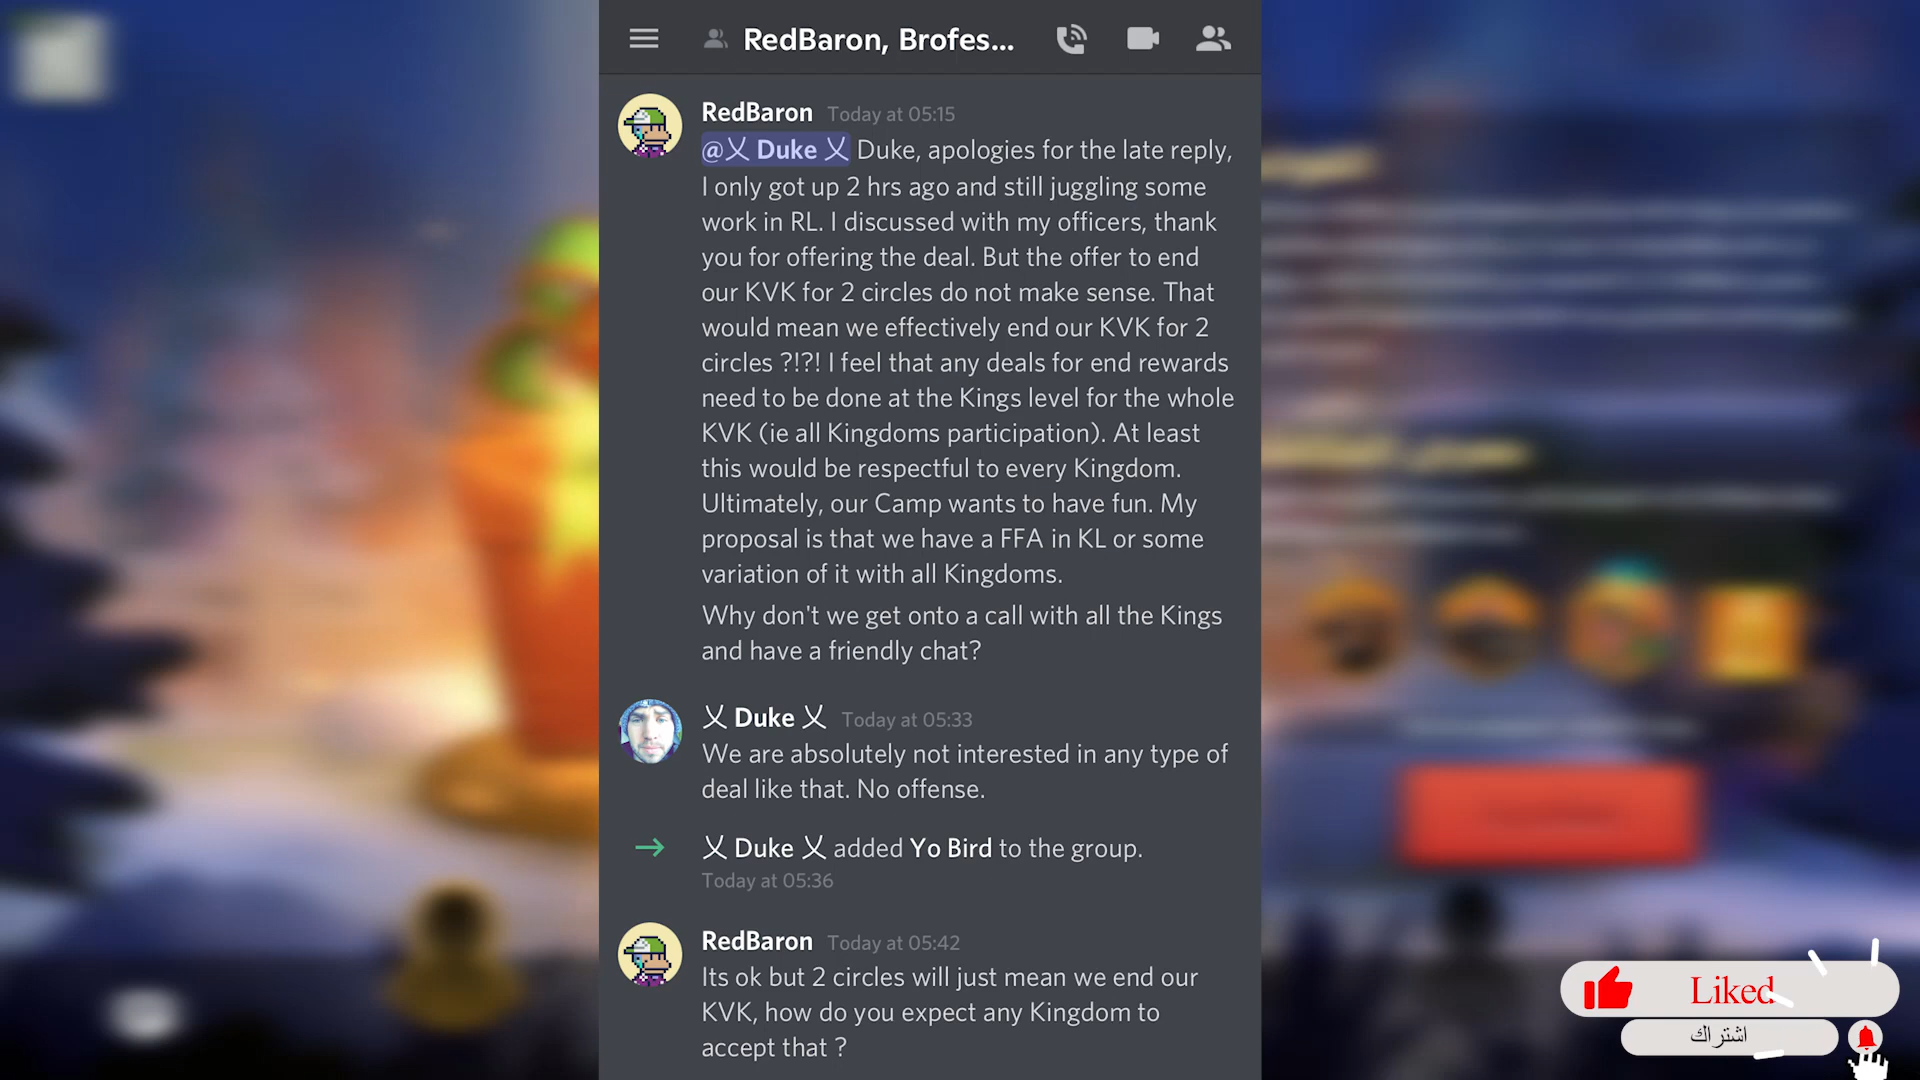 RedBaron, Brofes...
RedBaron Today at 05:15
@乂 Duke 乂 Duke, apologies for the late reply,
I only got up 2 hrs ago and still juggling some
work in RL. I discussed with my officers, thank
you for offering the deal. But the offer to end
our KVK for 2 circles do not make sense. That
would mean we effectively end our KVK for 2
circles ?!?! I feel that any deals for end rewards
need to be done at the Kings level for the whole
KVK (ie all Kingdoms participation). At least
this would be respectful to every Kingdom.
Ultimately, our Camp wants to have fun. My
proposal is that we have a FFA in KL or some
variation of it with all Kingdoms.
Why don't we get onto a call with all the Kings
and have a friendly chat?
乂 Duke 乂 Today at 05:33
We are absolutely not interested in any type of
deal like that. No offense.
乂 Duke 乂 added Yo Bird to the group.
Today at 05:36
RedBaron Today at 05:42
Its ok but 2 circles will just mean we end our
KVK, how do you expect any Kingdom to
accept that ?
Liked
اشتراك